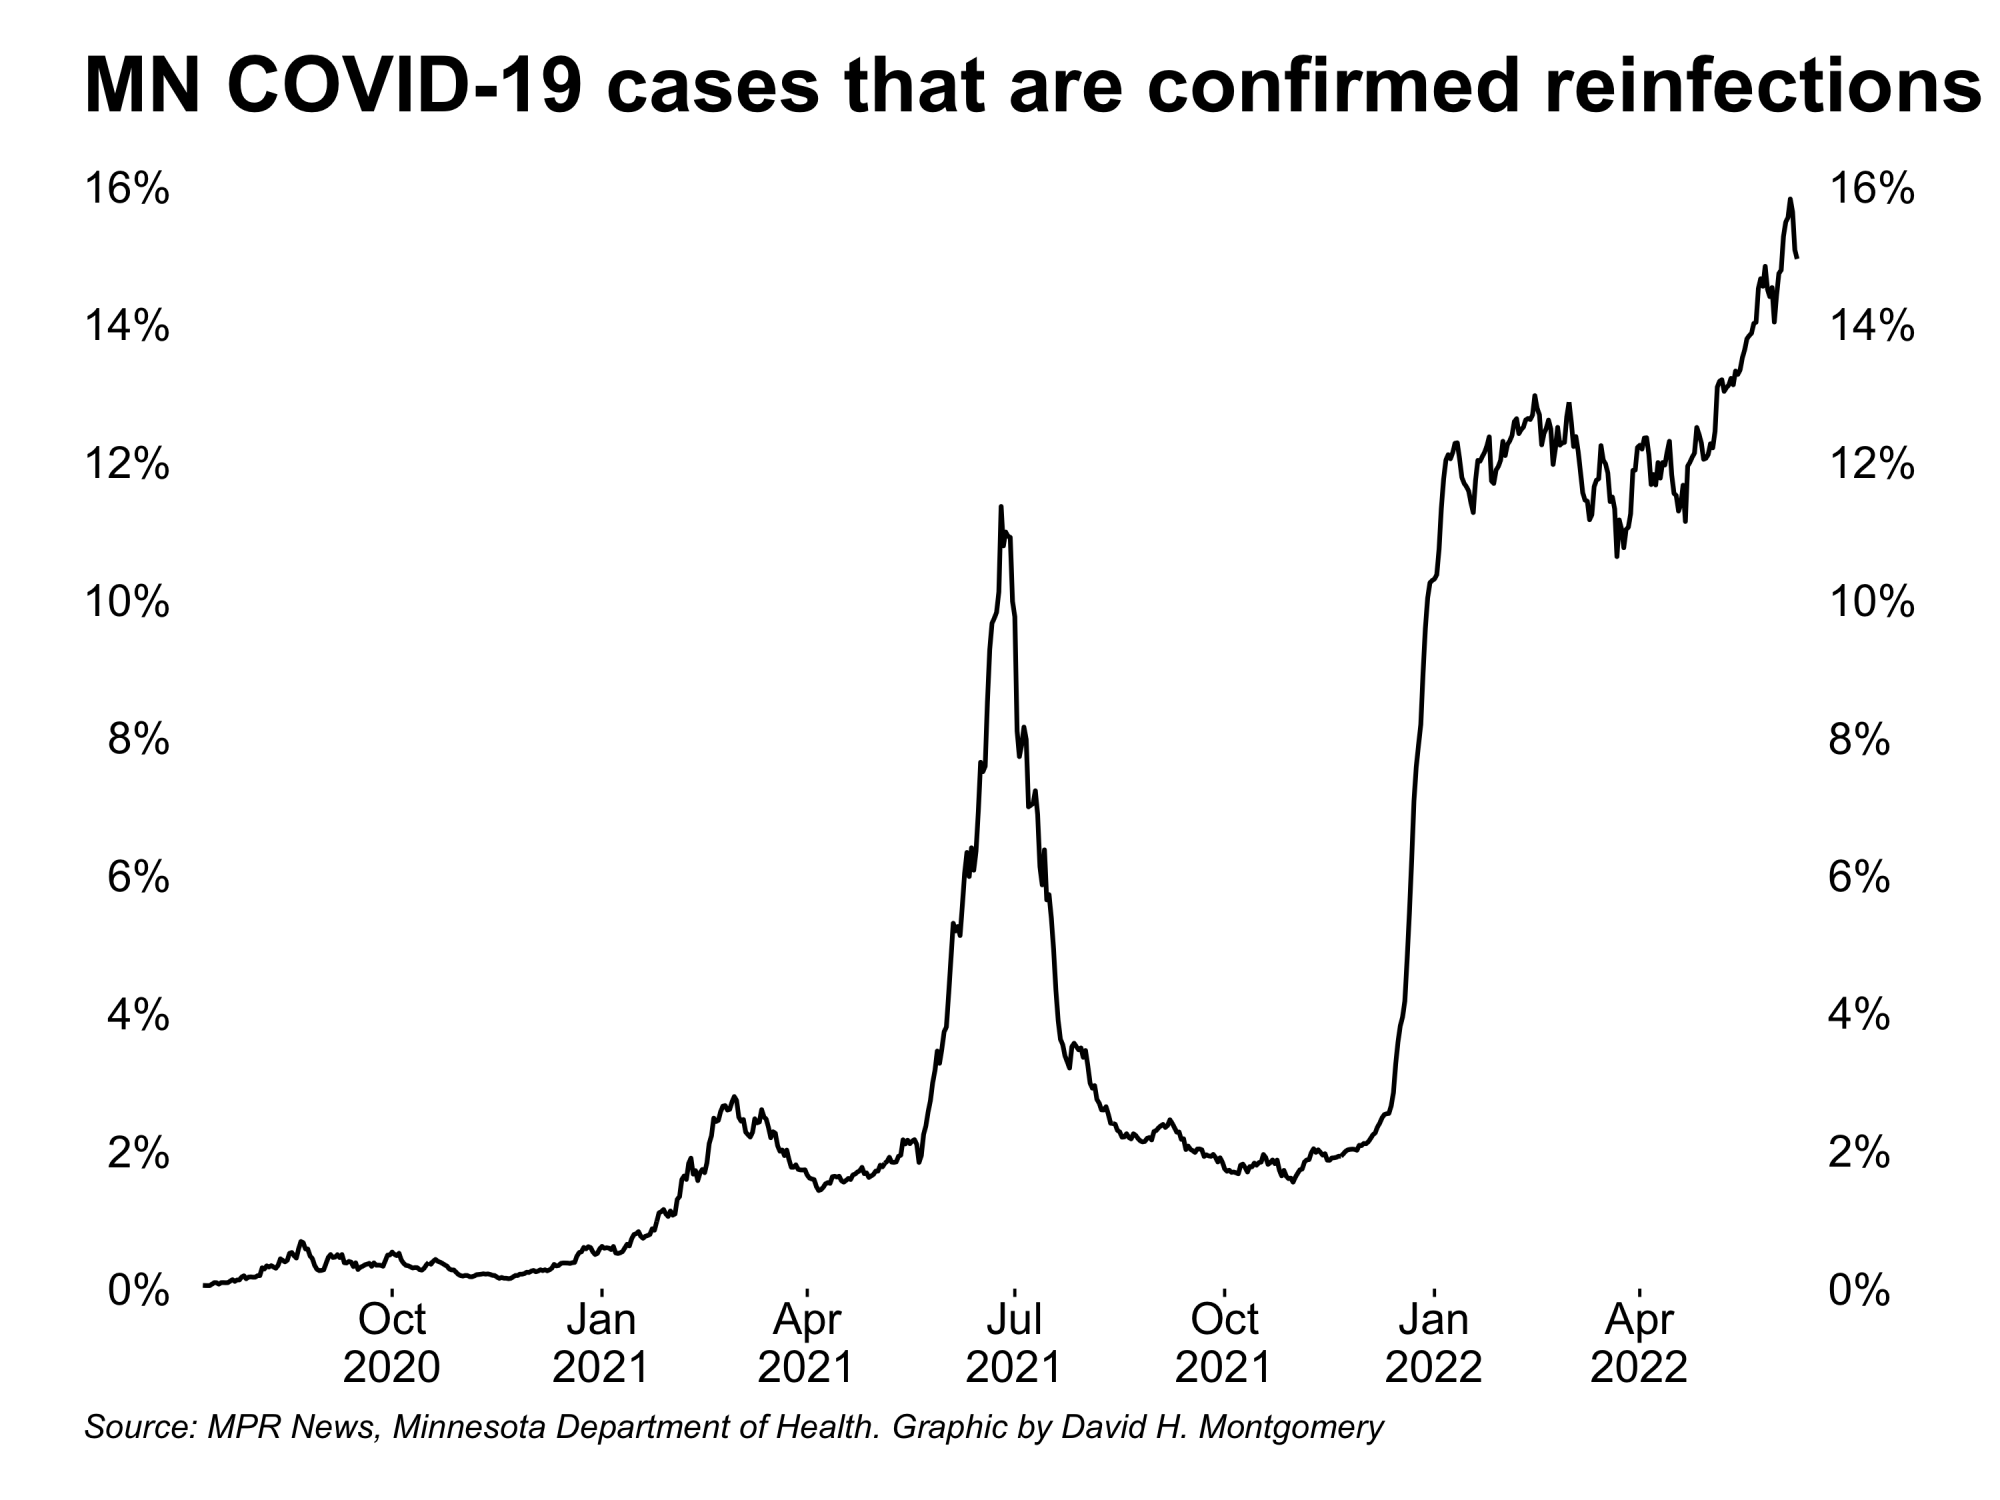 MN COVID-19 cases that are confirmed reinfections
16% 16%
14% 14%
12% 12%
10% 10%
8% 8%
6% 6%
4% 4%
2% 2%
0% 0%
Oct Jan Apr Jul Oct Jan Apr
2020 2021 2021 2021 2021 2022 2022
Source: MPR News, Minnesota Department of Health. Graphic by David H. Montgomery